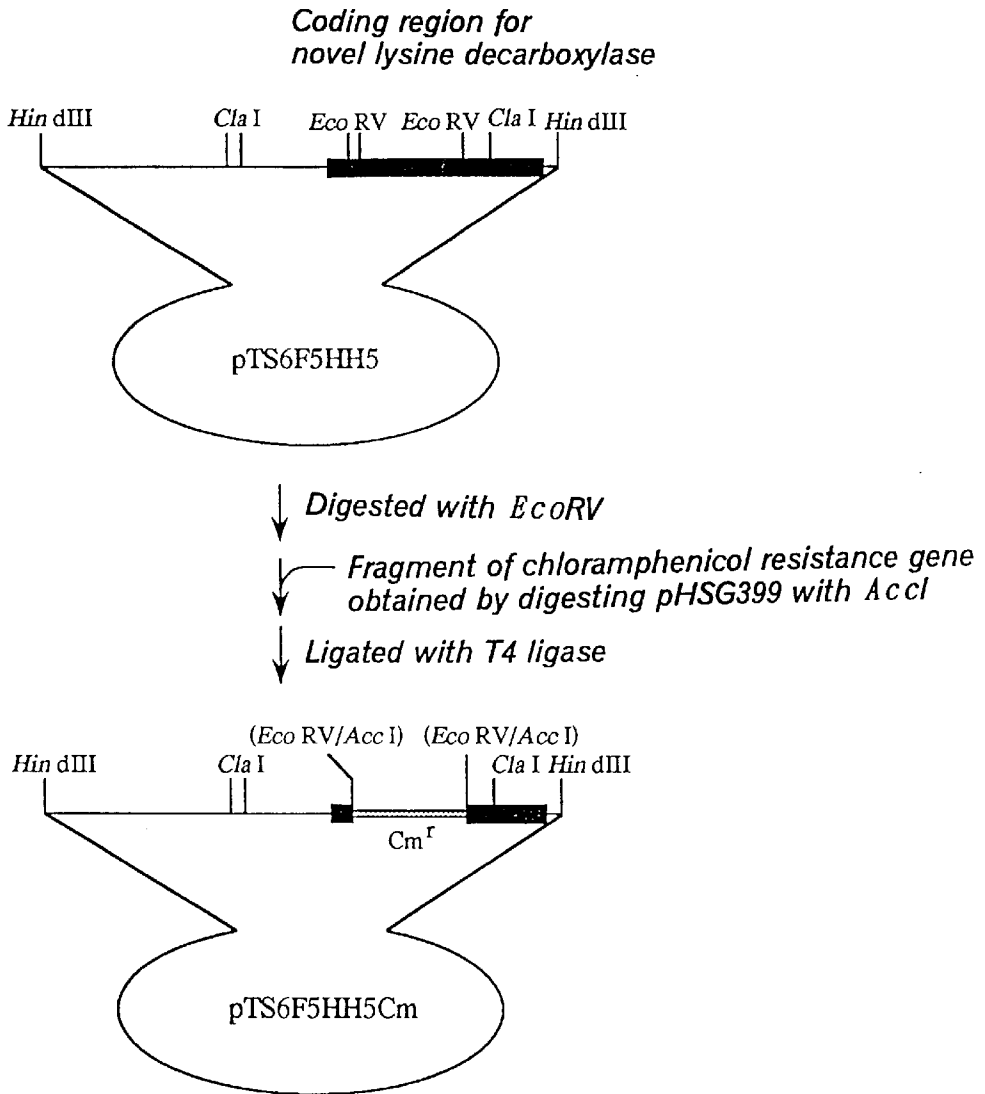 Coding region for
novel lysine decarboxylase
Hin dIII Cla I Eco RV Eco RV Cla I Hin dIII
pTS6F5HH5
Digested with EcoRV
Fragment of chloramphenicol resistance gene
obtained by digesting pHSG399 with AccI
Ligated with T4 ligase
(Eco RV/Acc I) (Eco RV/Acc I)
Hin dIII Cla I Cla I Hin dIII
Cm^r
pTS6F5HH5Cm